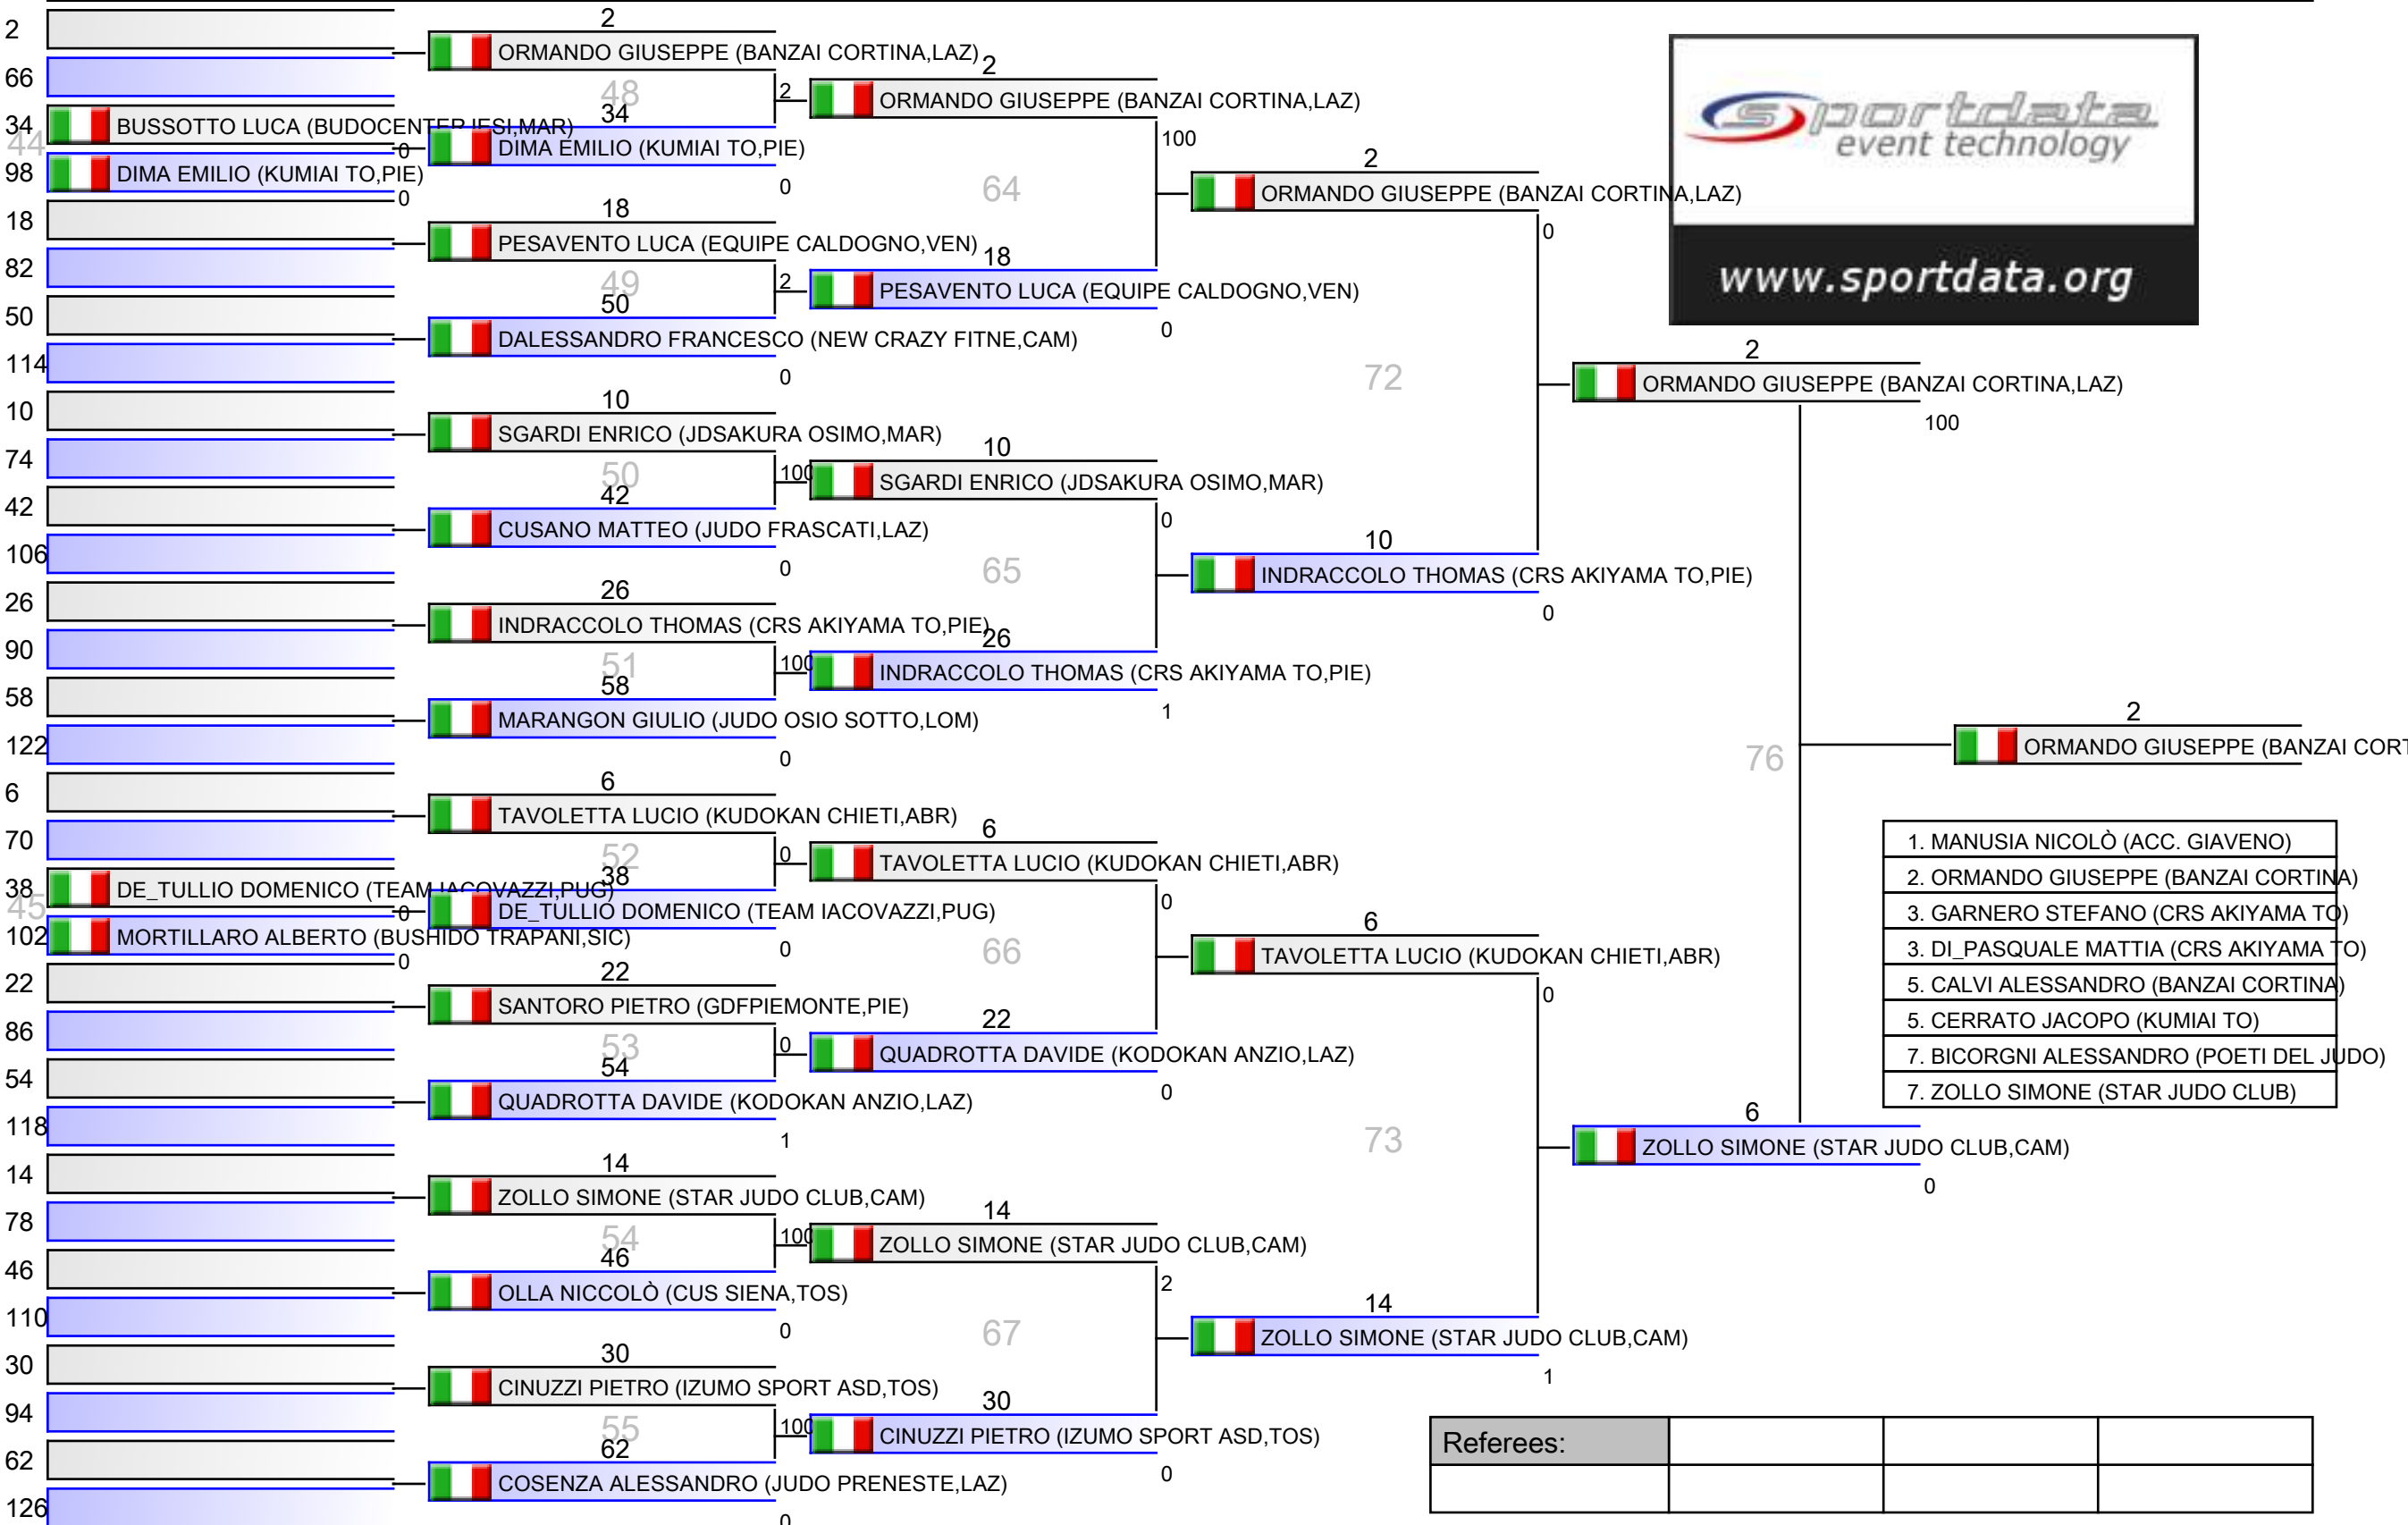 2
66
34
44
98
18
82
50
114
10
74
42
106
26
90
58
122
6
70
38
45
102
22
86
54
118
14
78
46
110
30
94
62
126
BUSSOTTO LUCA (BUDOCENTER IESI,MAR)
0
DIMA EMILIO (KUMIAI TO,PIE)
0
DE_TULLIO DOMENICO (TEAM IACOVAZZI,PUG)
0
MORTILLARO ALBERTO (BUSHIDO TRAPANI,SIC)
0
2
ORMANDO GIUSEPPE (BANZAI CORTINA,LAZ)
48
2
34
DIMA EMILIO (KUMIAI TO,PIE)
0
18
PESAVENTO LUCA (EQUIPE CALDOGNO,VEN)
49
2
50
DALESSANDRO FRANCESCO (NEW CRAZY FITNE,CAM)
0
10
SGARDI ENRICO (JDSAKURA OSIMO,MAR)
50
100
42
CUSANO MATTEO (JUDO FRASCATI,LAZ)
0
26
INDRACCOLO THOMAS (CRS AKIYAMA TO,PIE)
51
100
58
MARANGON GIULIO (JUDO OSIO SOTTO,LOM)
0
6
TAVOLETTA LUCIO (KUDOKAN CHIETI,ABR)
52
0
38
DE_TULLIO DOMENICO (TEAM IACOVAZZI,PUG)
0
22
SANTORO PIETRO (GDFPIEMONTE,PIE)
53
0
54
QUADROTTA DAVIDE (KODOKAN ANZIO,LAZ)
1
14
ZOLLO SIMONE (STAR JUDO CLUB,CAM)
54
100
46
OLLA NICCOLÒ (CUS SIENA,TOS)
0
30
CINUZZI PIETRO (IZUMO SPORT ASD,TOS)
55
100
62
COSENZA ALESSANDRO (JUDO PRENESTE,LAZ)
0
2
ORMANDO GIUSEPPE (BANZAI CORTINA,LAZ)
100
64
18
PESAVENTO LUCA (EQUIPE CALDOGNO,VEN)
0
10
SGARDI ENRICO (JDSAKURA OSIMO,MAR)
0
65
26
INDRACCOLO THOMAS (CRS AKIYAMA TO,PIE)
1
6
TAVOLETTA LUCIO (KUDOKAN CHIETI,ABR)
0
66
22
QUADROTTA DAVIDE (KODOKAN ANZIO,LAZ)
0
14
ZOLLO SIMONE (STAR JUDO CLUB,CAM)
2
67
30
CINUZZI PIETRO (IZUMO SPORT ASD,TOS)
0
2
ORMANDO GIUSEPPE (BANZAI CORTINA,LAZ)
0
72
10
INDRACCOLO THOMAS (CRS AKIYAMA TO,PIE)
0
6
TAVOLETTA LUCIO (KUDOKAN CHIETI,ABR)
0
73
14
ZOLLO SIMONE (STAR JUDO CLUB,CAM)
1
sportdata
event technology
www.sportdata.org
2
ORMANDO GIUSEPPE (BANZAI CORTINA,LAZ)
100
76
6
ZOLLO SIMONE (STAR JUDO CLUB,CAM)
0
2
ORMANDO GIUSEPPE (BANZAI CORT
1. MANUSIA NICOLÒ (ACC. GIAVENO)
2. ORMANDO GIUSEPPE (BANZAI CORTINA)
3. GARNERO STEFANO (CRS AKIYAMA TO)
3. DI_PASQUALE MATTIA (CRS AKIYAMA TO)
5. CALVI ALESSANDRO (BANZAI CORTINA)
5. CERRATO JACOPO (KUMIAI TO)
7. BICORGNI ALESSANDRO (POETI DEL JUDO)
7. ZOLLO SIMONE (STAR JUDO CLUB)
Referees: